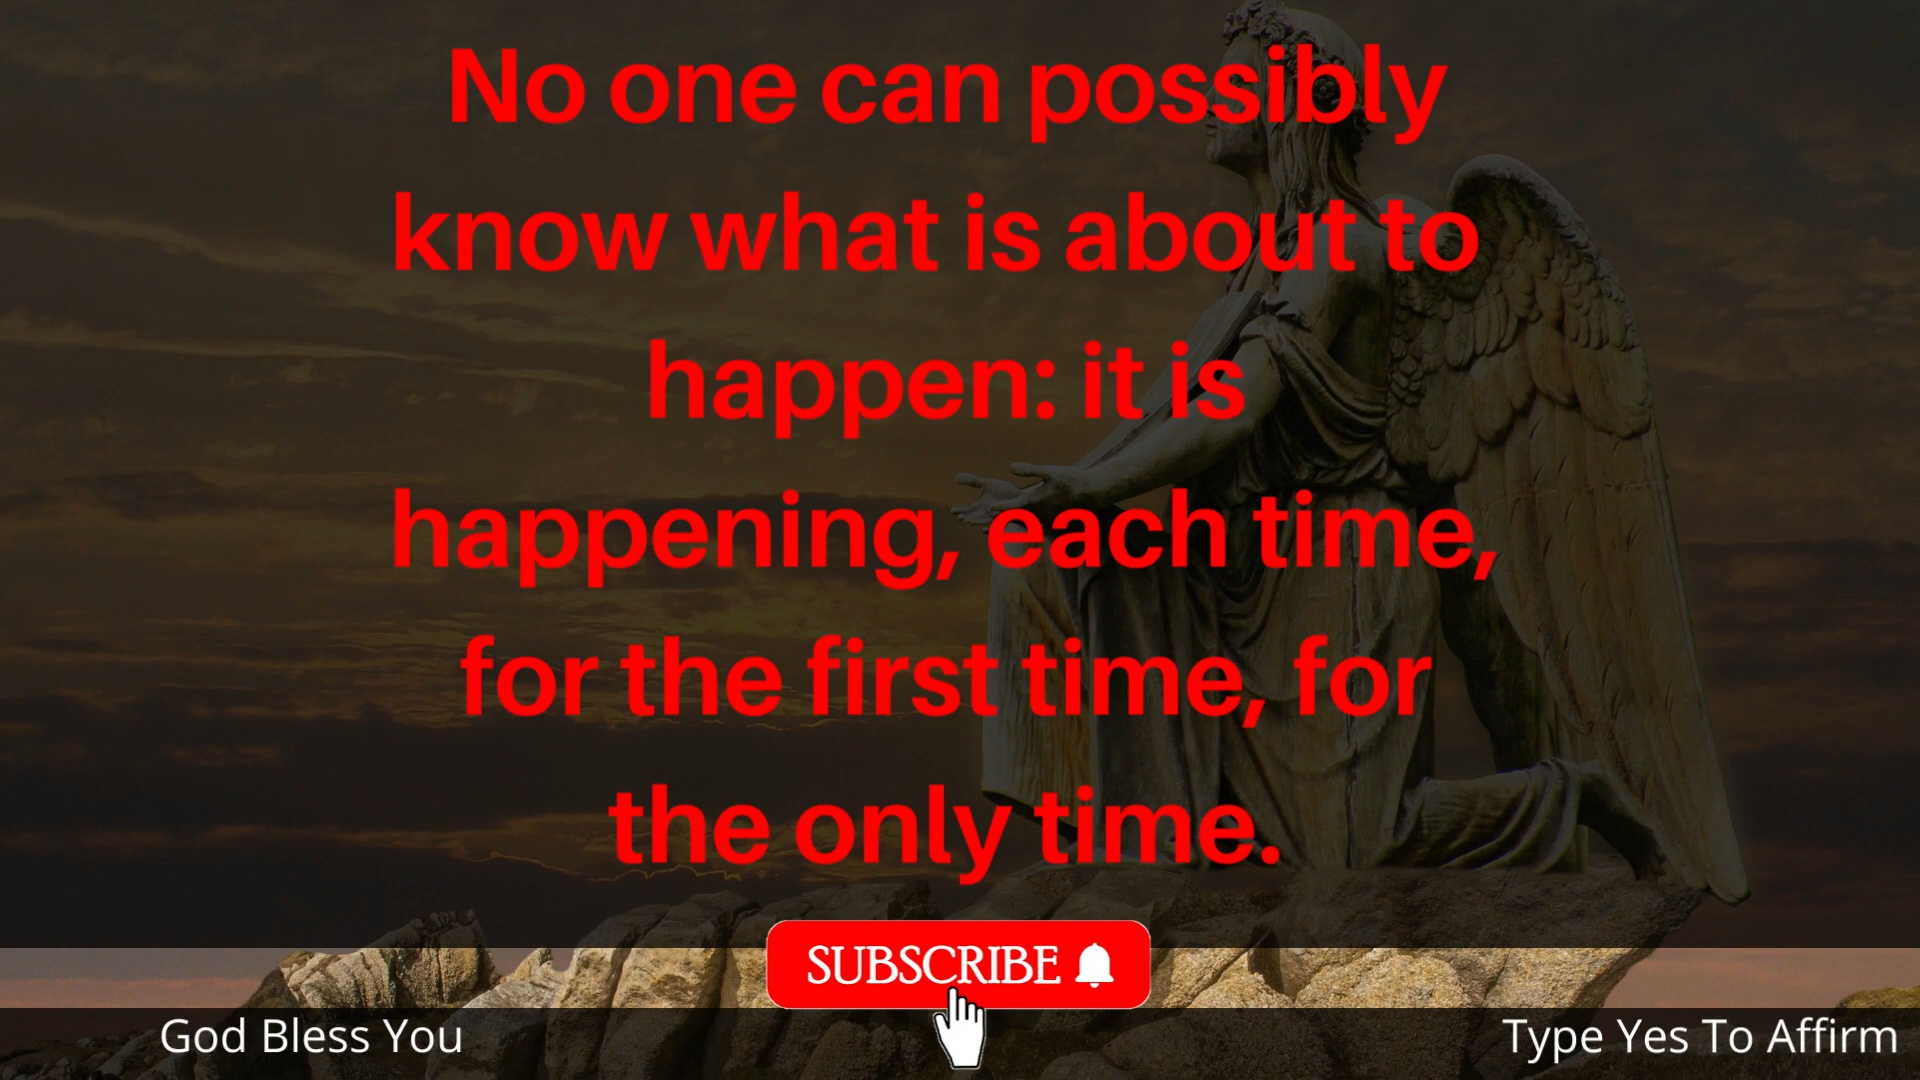 No one can possibly
know what is about to
happen: it is
happening, each time,
for the first time, for
the only time.
SUBSCRIBE
God Bless You
Type Yes To Affirm